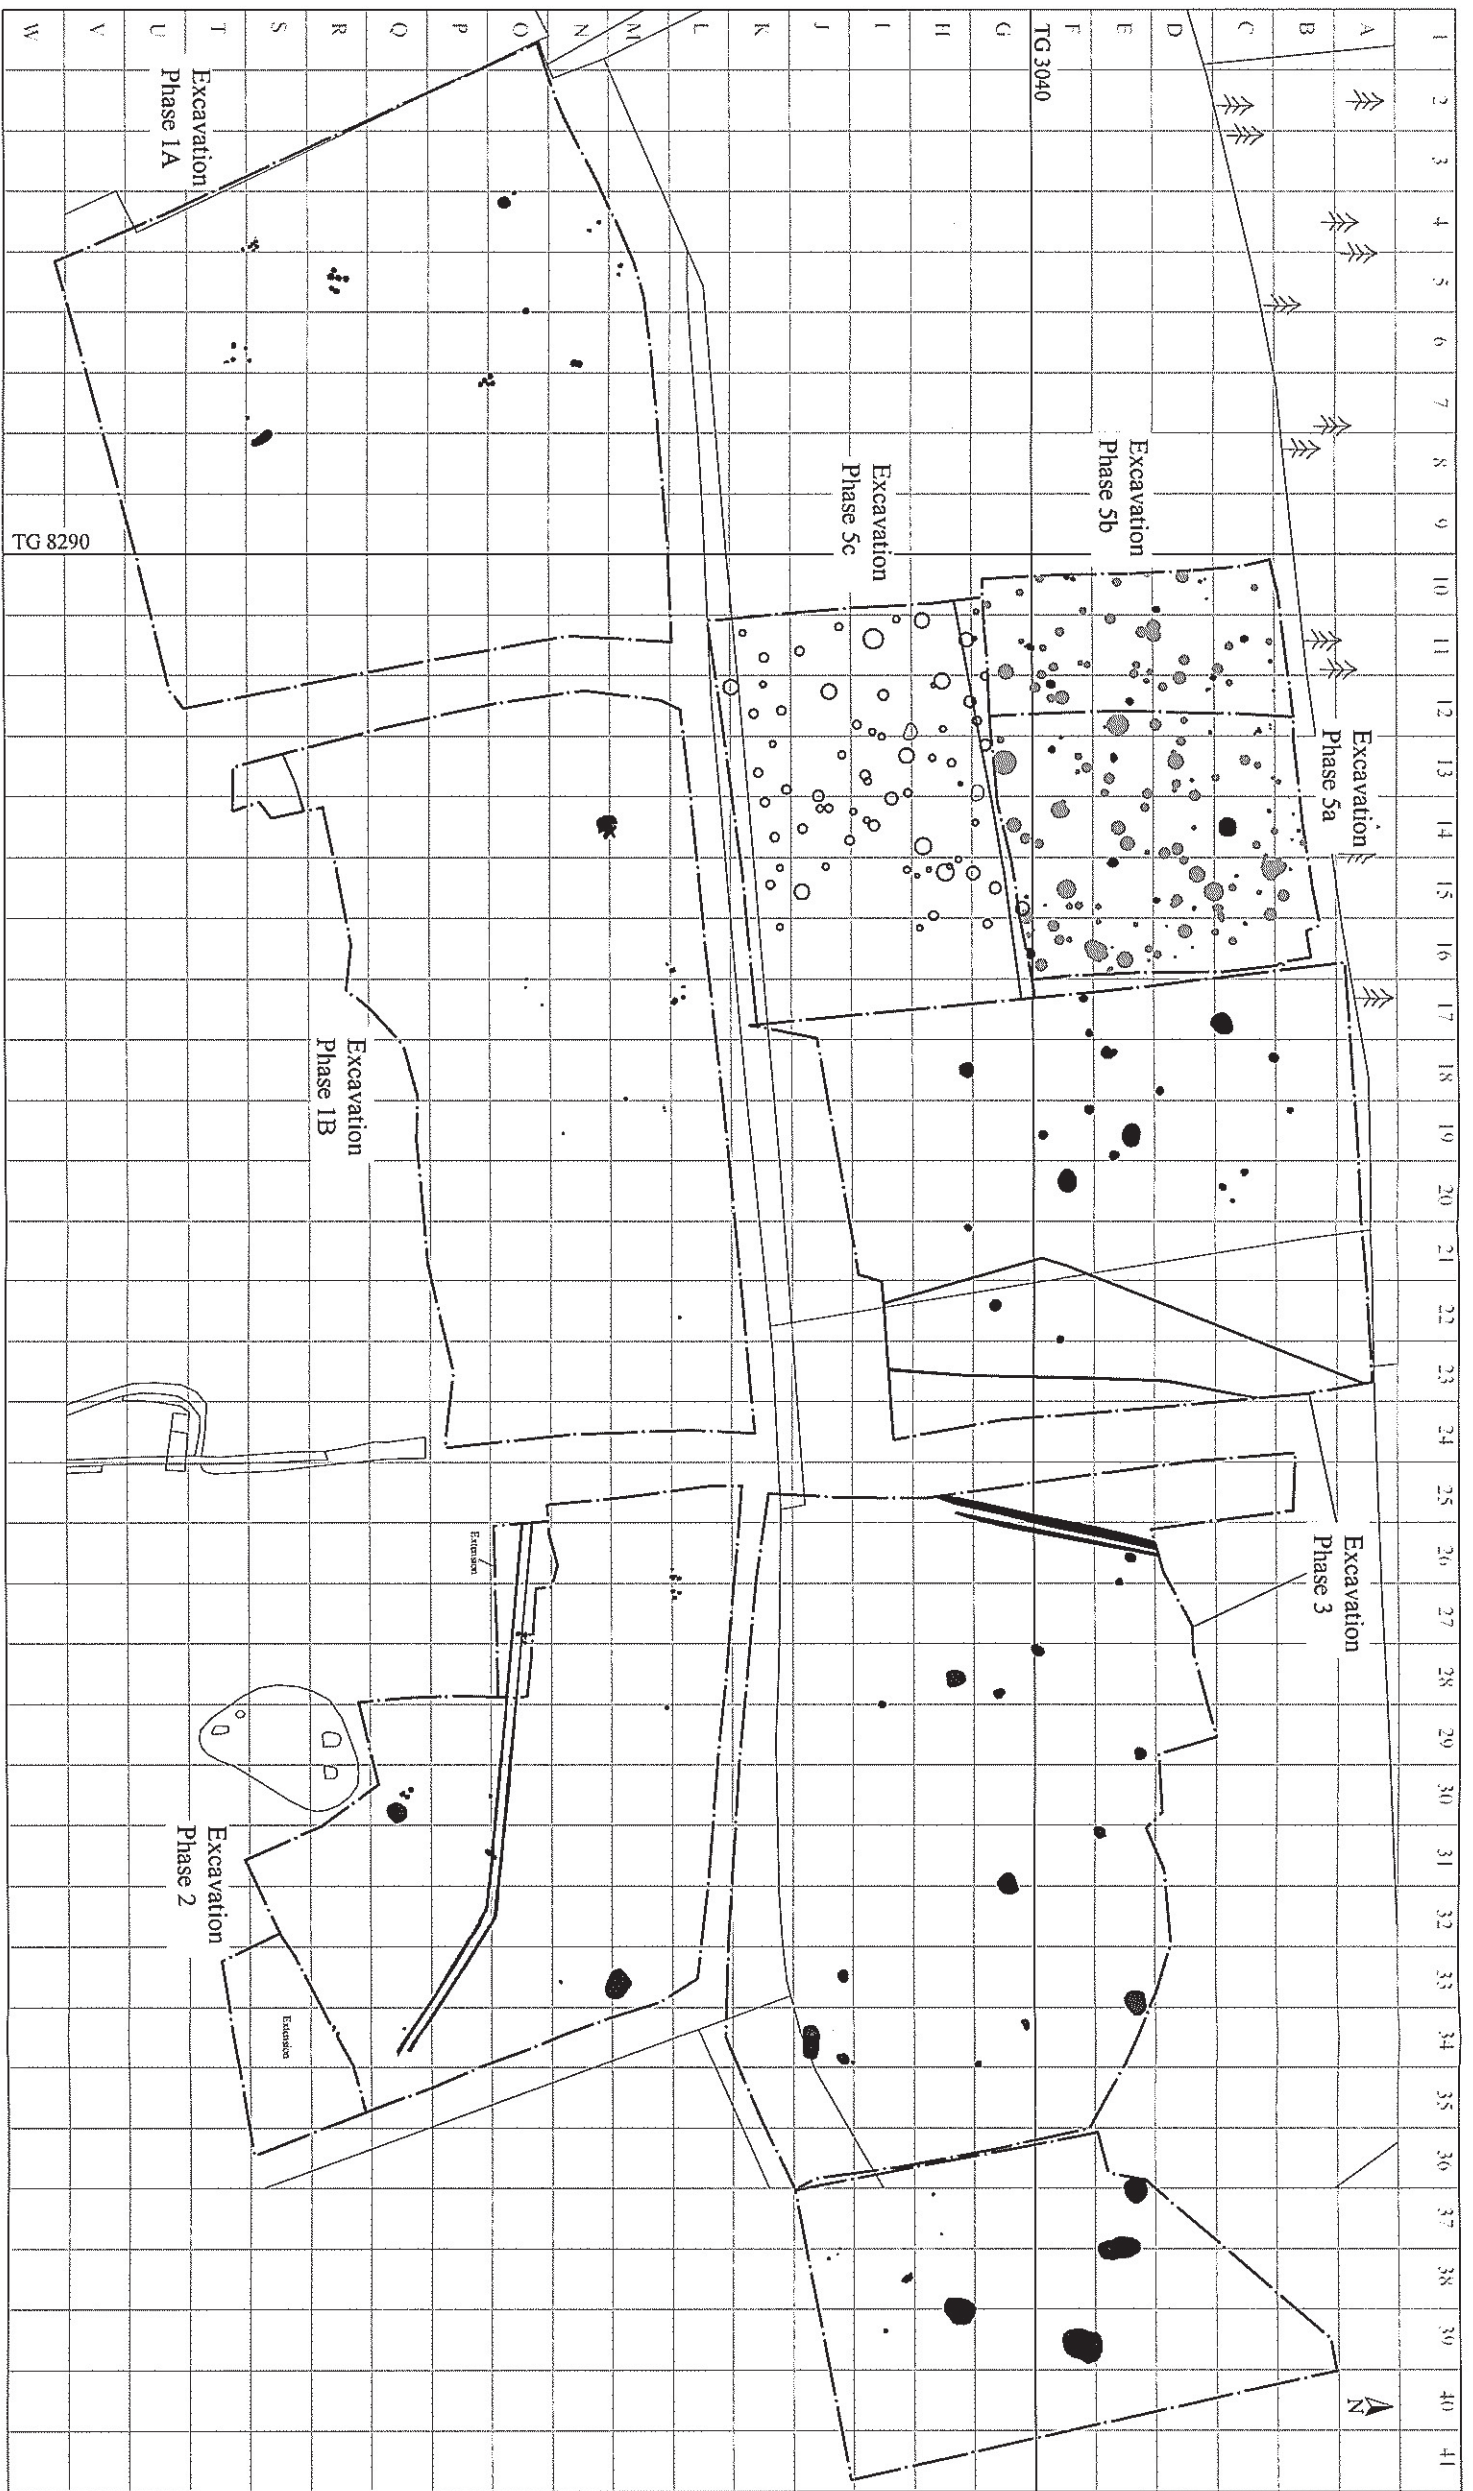 1
2
3
4
5
6
7
8
9
10
11
12
13
14
15
16
17
18
19
20
21
22
23
24
25
26
27
28
29
30
31
32
33
34
35
36
37
38
39
40
41
A
B
C
D
E
F
G
H
I
J
K
L
M
N
O
P
Q
R
S
T
U
V
W
N
Excavation
Phase 5a
Excavation
Phase 3
Excavation
Phase 5b
TG 3040
Excavation
Phase 5c
Extension
Excavation
Phase 1B
Extension
Excavation
Phase 2
Excavation
Phase 1A
TG 8290